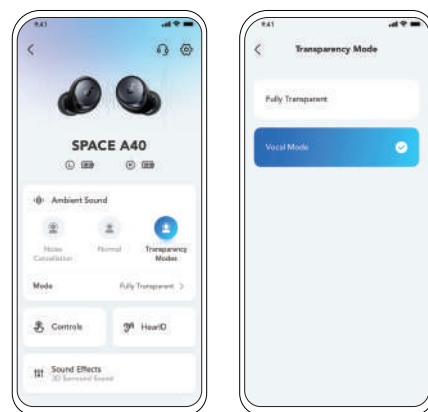 9:41
SPACE A40
L
R
Ambient Sound
Noise
Cancellation
Normal
Transparency
Modes
Mode
Fully Transparent >
Controls
HearID
Sound Effects
3D Surround Sound
9:41
Transparency Mode
Fully Transparent
Vocal Mode